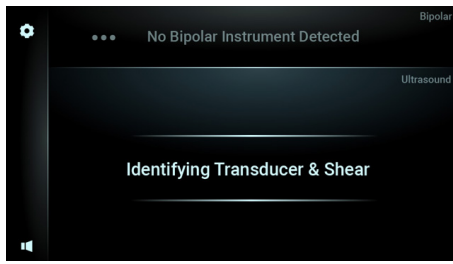 Bipolar
No Bipolar Instrument Detected
Ultrasound
Identifying Transducer & Shear